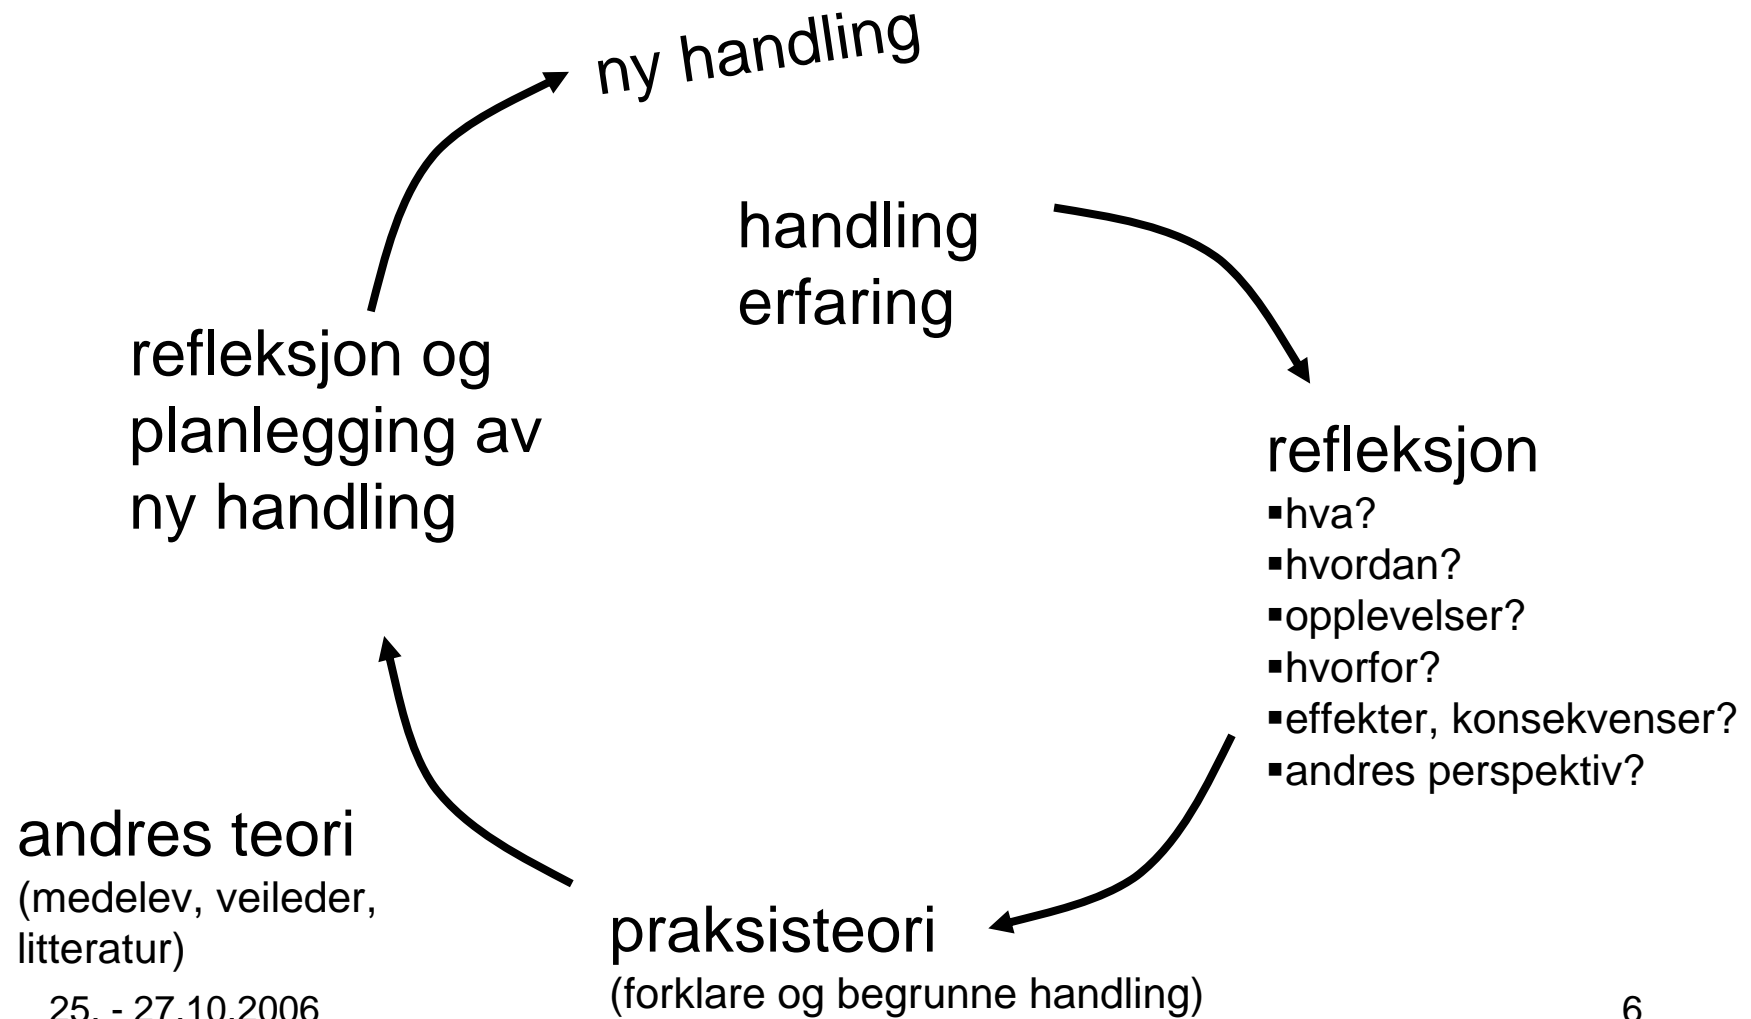 ny handling
handling
erfaring
refleksjon og
planlegging av
ny handling
refleksjon
▪hva?
▪hvordan?
▪opplevelser?
▪hvorfor?
▪effekter, konsekvenser?
▪andres perspektiv?
andres teori
(medelev, veileder,
litteratur)
praksisteori
(forklare og begrunne handling)
25. - 27.10.2006
6